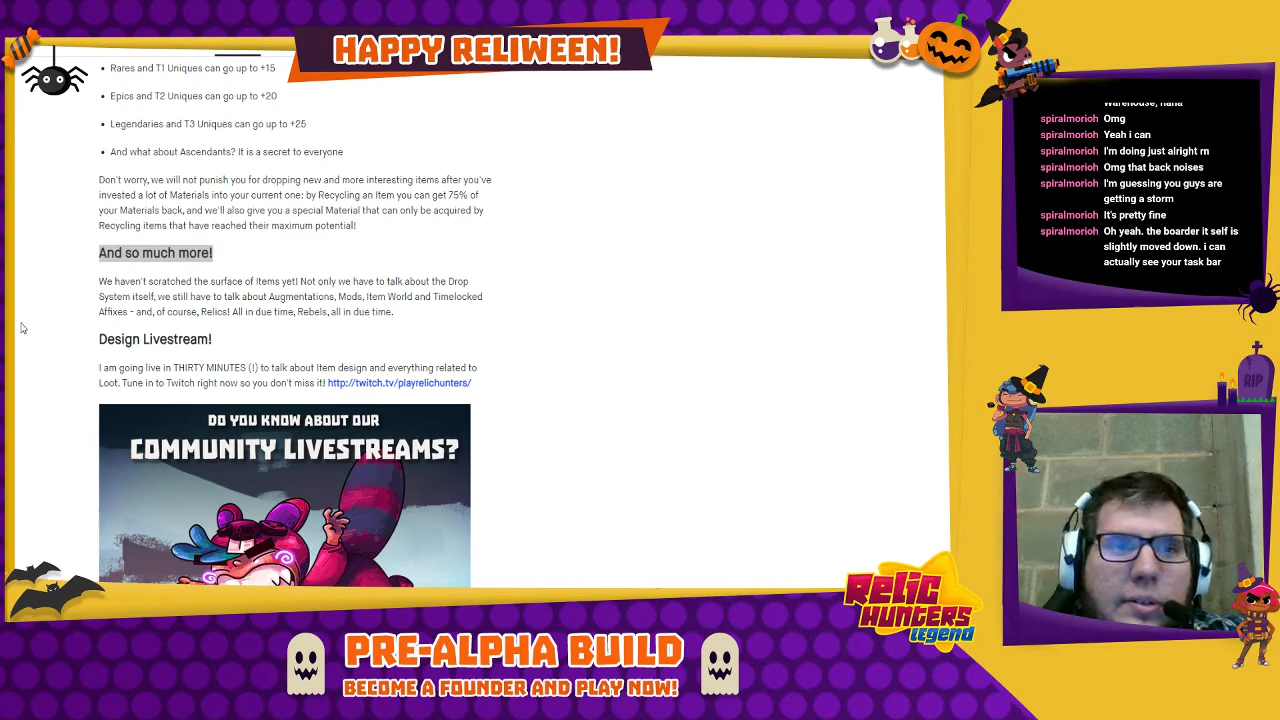 HAPPY RELIWEEN!
Rares and T1 Uniques can go up to +15
Epics and T2 Uniques can go up to +20
Legendaries and T3 Uniques can go up to +25
And what about Ascendants? It is a secret to everyone
Don't worry, we will not punish you for dropping new and more interesting items after you've
invested a lot of Materials into your current one: by Recycling an Item you can get 75% of
your Materials back, and we'll also give you a special Material that can only be acquired by
Recycling items that have reached their maximum potential!
And so much more!
We haven't scratched the surface of Items yet! Not only we have to talk about the Drop
System itself, we still have to talk about Augmentations, Mods, Item World and Timelocked
Affixes - and, of course, Relics! All in due time, Rebels, all in due time.
Design Livestream!
I am going live in THIRTY MINUTES (!) to talk about Item design and everything related to
Loot. Tune in to Twitch right now so you don't miss it! http://twitch.tv/playrelichunters/
DO YOU KNOW ABOUT OUR
COMMUNITY LIVESTREAMS?
Warehouse, haha
spiralmorioh Omg
spiralmorioh Yeah i can
spiralmorioh I'm doing just alright rn
spiralmorioh Omg that back noises
spiralmorioh I'm guessing you guys are
getting a storm
spiralmorioh It's pretty fine
spiralmorioh Oh yeah. the boarder it self is
slightly moved down. i can
actually see your task bar
RIP
RELIC
HUNTERS
LEGEND
PRE-ALPHA BUILD
BECOME A FOUNDER AND PLAY NOW!